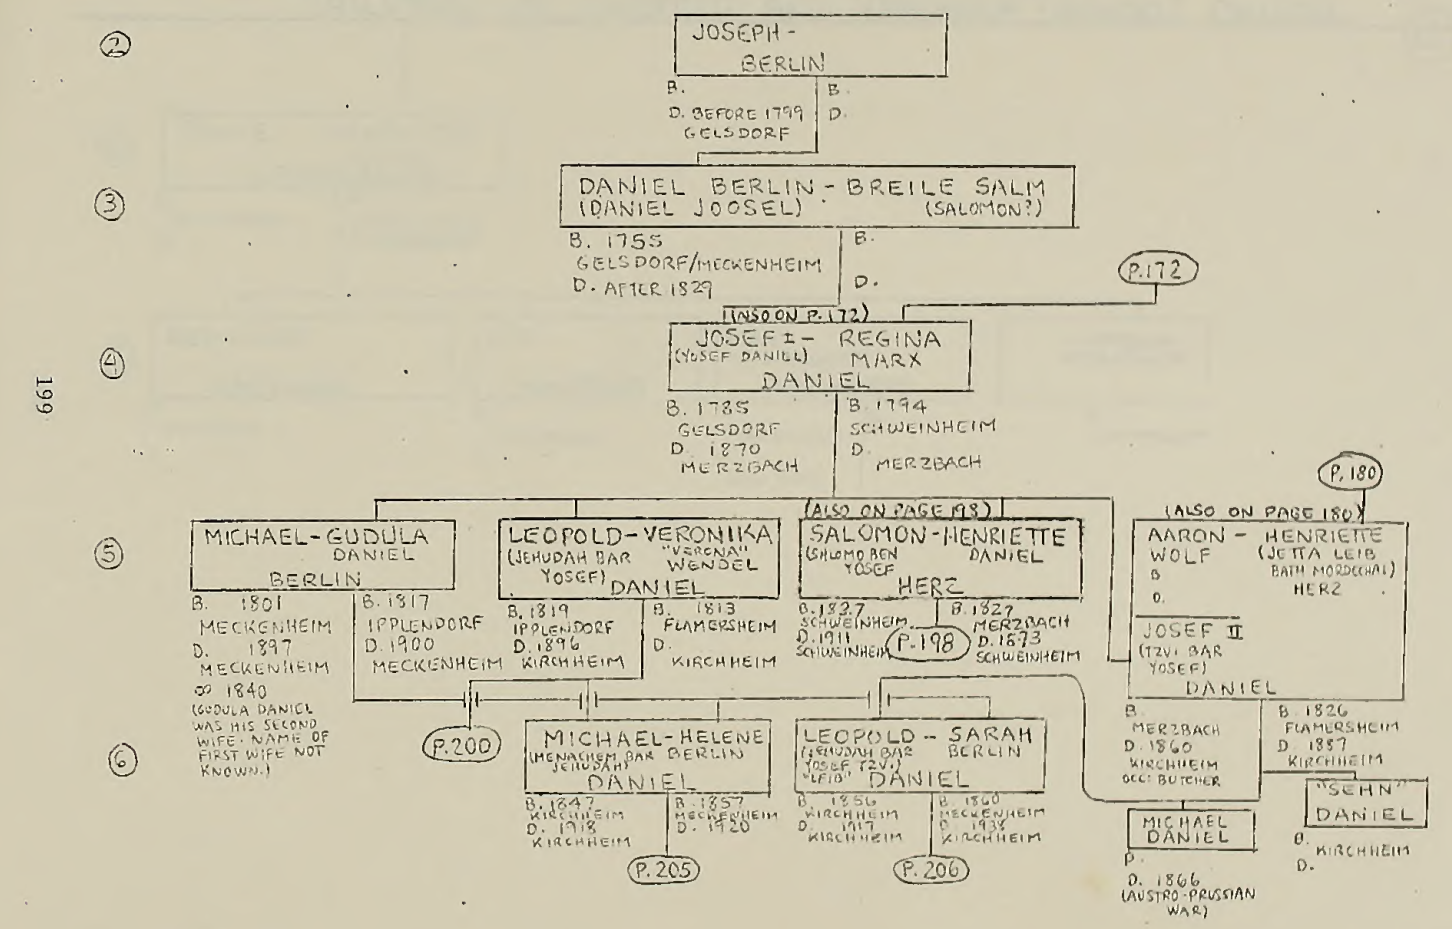 ②
JOSEPH-
BERLIN
B.
D. BEFORE 1799
GELSDORF
B.
D.
③
DANIEL BERLIN - BREILE SALM
(DANIEL JOOSEL) (SALOMON?)
B. 1755
GELSDORF/MECKENHEIM
D. AFTER 1829
B.
D.
P.172
ON P.172)
④
JOSEF I - REGINA
(YOSEF DANIEL) MARX
DANIEL
B. 1785
GELSDORF
D. 1870
MERZBACH
B. 1794
SCHWEINHEIM
D.
MERZBACH
199
P. 180
⑤
MICHAEL-GUDULA
DANIEL
BERLIN
B. 1801
MECKENHEIM
D. 1897
MECKENHEIM
∞ 1840
(GUDULA DANIEL
WAS HIS SECOND
WIFE. NAME OF
FIRST WIFE NOT
KNOWN.)
B. 1817
IPPLENDORF
D. 1900
MECKENHEIM
LEOPOLD-VERONIKA
(JEHUDAH BAR "VERONA"
YOSEF) WENDEL
DANIEL
B. 1819
IPPLENDORF
D. 1896
KIRCHHEIM
B. 1813
FLAMERSHEIM
D.
KIRCHHEIM
P.200
(ALSO ON PAGE 198)
SALOMON-HENRIETTE
(SHLOMO BEN DANIEL
YOSEF
HERZ
B. 1827
SCHWEINHEIM
D. 1911
SCHWEINHEIM
B. 1827
MERZBACH
D. 1873
SCHWEINHEIM
P.198
(ALSO ON PAGE 180)
AARON - HENRIETTE
WOLF (JETTA LEIB
BATH MORDECHAI)
HERZ
B
D.
JOSEF II
(TZVI BAR
YOSEF)
DANIEL
B.
MERZBACH
D. 1860
KIRCHHEIM
OCC: BUTCHER
B. 1826
FLAMERSHEIM
D. 1887
KIRCHHEIM
⑥
MICHAEL-HELENE
(MENACHEM BAR BERLIN
JEHUDAH)
DANIEL
B. 1847
KIRCHHEIM
D. 1918
KIRCHHEIM
B. 1857
MECKENHEIM
D. 1920
P.205
LEOPOLD - SARAH
(JEHUDAH BAR BERLIN
YOSEF TZVI)
"LEIB" DANIEL
B. 1856
KIRCHHEIM
D. 1917
KIRCHHEIM
B. 1860
MECKENHEIM
D. 1938
KIRCHHEIM
P.206
MICHAEL
DANIEL
D. 1866
(AUSTRO-PRUSSIAN
WAR)
"SEHN"
DANIEL
B.
KIRCHHEIM
D.